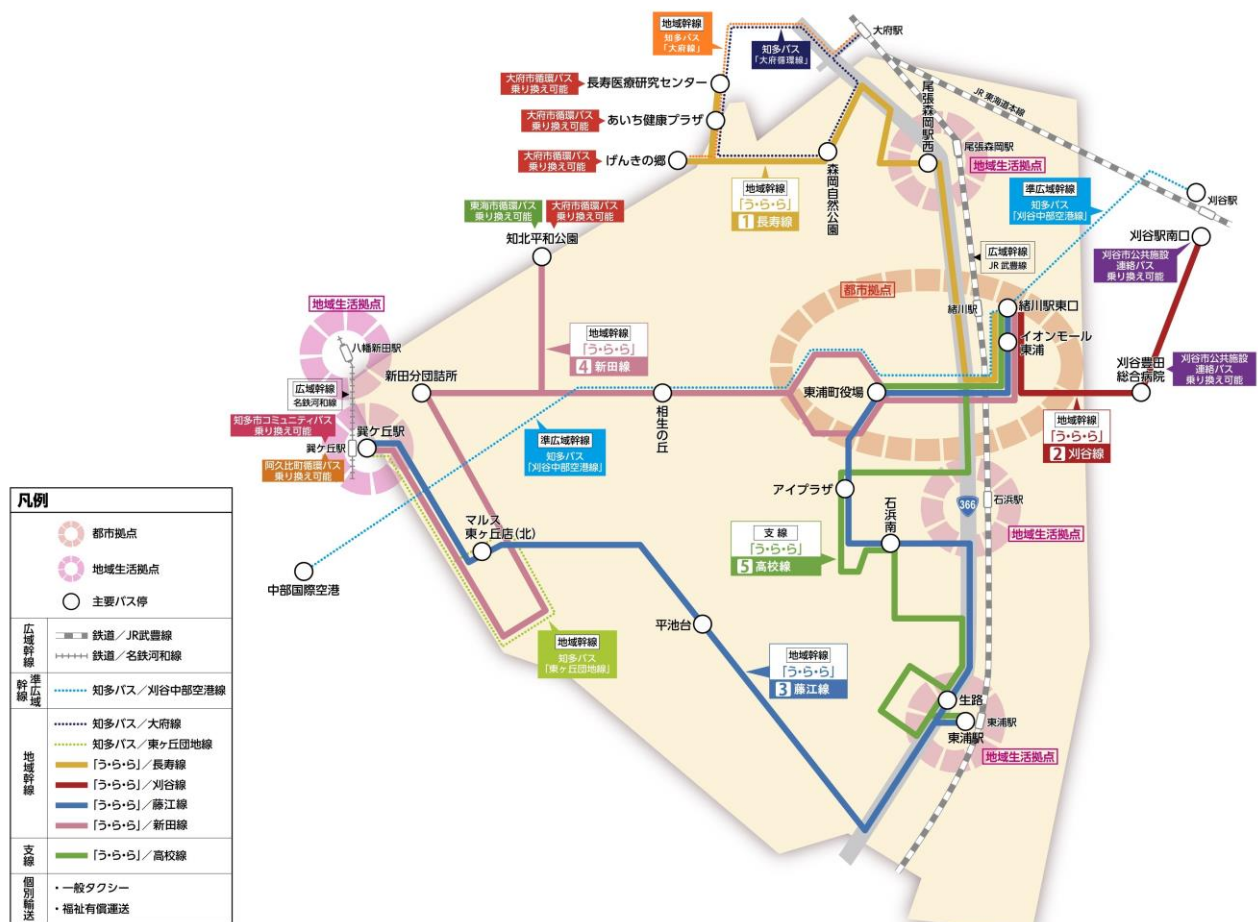 地域幹線
知多バス
「大府線」
知多バス
「大府循環線」
大府駅
大府市循環バス
乗り換え可能
長寿医療研究センター
大府市循環バス
乗り換え可能
あいち健康プラザ
大府市循環バス
乗り換え可能
げんきの郷
尾張森岡駅西
JR東海道本線
尾張森岡駅
地域生活拠点
森岡自然公園
地域幹線
「う・ら・ら」
1 長寿線
準広域幹線
知多バス
「刈谷中部空港線」
刈谷駅
東海市循環バス
乗り換え可能
大府市循環バス
乗り換え可能
知北平和公園
刈谷駅南口
刈谷市公共施設
連絡バス
乗り換え可能
広域幹線
JR武豊線
都市拠点
地域生活拠点
緒川駅
緒川駅東口
イオンモール
東浦
八幡新田駅
地域幹線
「う・ら・ら」
4 新田線
新田分団詰所
広域幹線
名鉄河和線
相生の丘
東浦町役場
刈谷豊田
総合病院
刈谷市公共施設
連絡バス
乗り換え可能
知多市コミュニティバス
乗り換え可能
巽ケ丘駅
巽ケ丘駅
阿久比町循環バス
乗り換え可能
準広域幹線
知多バス
「刈谷中部空港線」
地域幹線
「う・ら・ら」
2 刈谷線
アイプラザ
石浜南
366
石浜駅
地域生活拠点
マルス
東ヶ丘店(北)
支線
「う・ら・ら」
5 高校線
中部国際空港
平池台
地域幹線
知多バス
「東ヶ丘団地線」
地域幹線
「う・ら・ら」
3 藤江線
生路
東浦駅
東浦駅
地域生活拠点
凡例
都市拠点
地域生活拠点
主要バス停
広域幹線
鉄道/JR武豊線
鉄道/名鉄河和線
準広域幹線
知多バス/刈谷中部空港線
地域幹線
知多バス/大府線
知多バス/東ヶ丘団地線
「う・ら・ら」/長寿線
「う・ら・ら」/刈谷線
「う・ら・ら」/藤江線
「う・ら・ら」/新田線
支線
「う・ら・ら」/高校線
個別輸送
・一般タクシー
・福祉有償運送